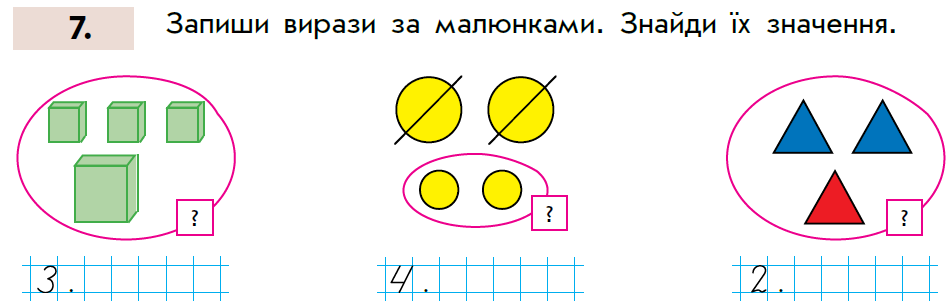 7. Запиши вирази за малюнками. Знайди їх значення.
? ? ?
3. 4. 2.